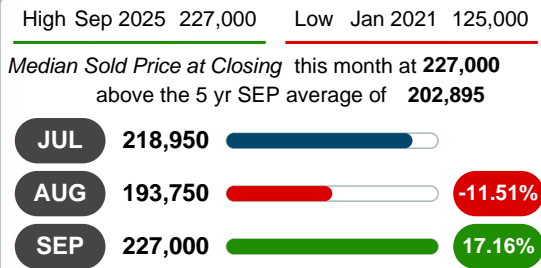 High Sep 2025 227,000 Low Jan 2021 125,000
Median Sold Price at Closing this month at 227,000
above the 5 yr SEP average of 202,895
JUL 218,950
AUG 193,750 -11.51%
SEP 227,000 17.16%